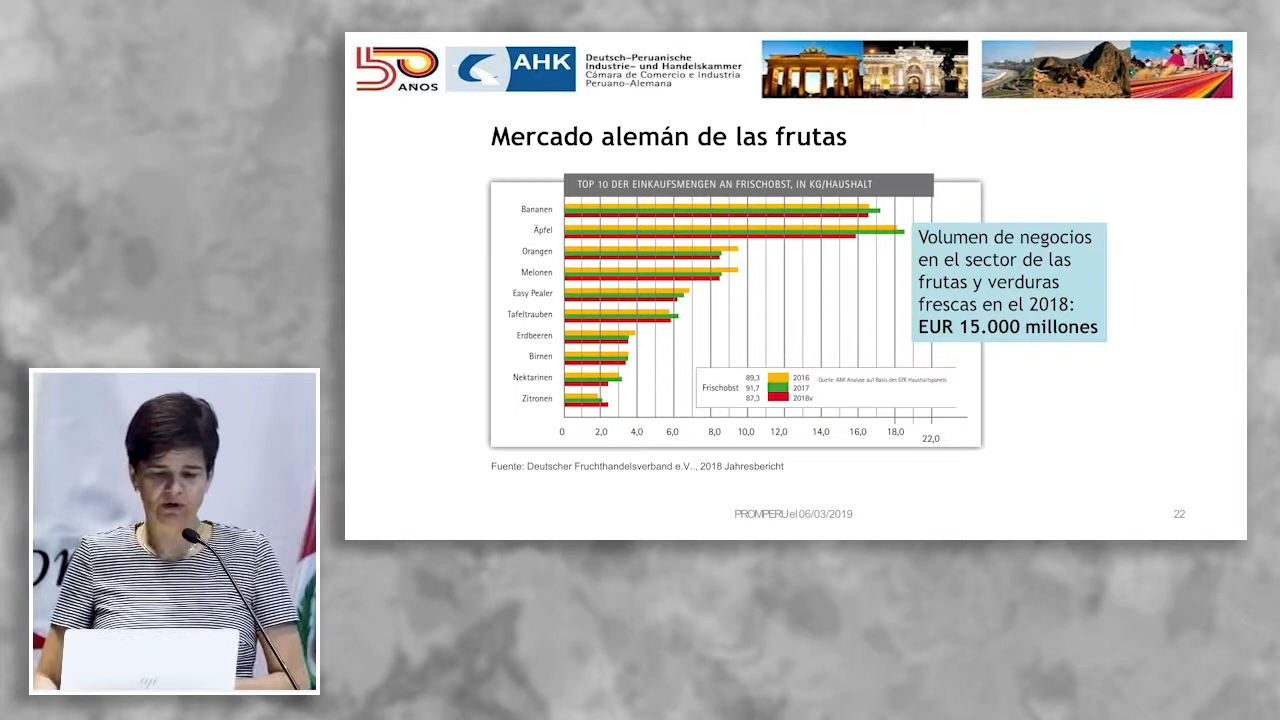 50
AÑOS
AHK
Deutsch-Peruanische
Industrie- und Handelskammer
Cámara de Comercio e Industria
Peruano-Alemana
Mercado alemán de las frutas
TOP 10 DER EINKAUFSMENGEN AN FRISCHOBST, IN KG/HAUSHALT
Bananen
Äpfel
Orangen
Melonen
Easy Pealer
Tafeltrauben
Erdbeeren
Birnen
Nektarinen
Zitronen
Frischobst
89,3 2016
91,7 2017
87,3 2018v
Quelle: AMI Analyse auf Basis des GfK Haushaltspanels
0 2,0 4,0 6,0 8,0 10,0 12,0 14,0 16,0 18,0 22,0
Volumen de negocios
en el sector de las
frutas y verduras
frescas en el 2018:
EUR 15.000 millones
Fuente: Deutscher Fruchthandelsverband e.V.., 2018 Jahresbericht
PROMPERU el 06/03/2019
22